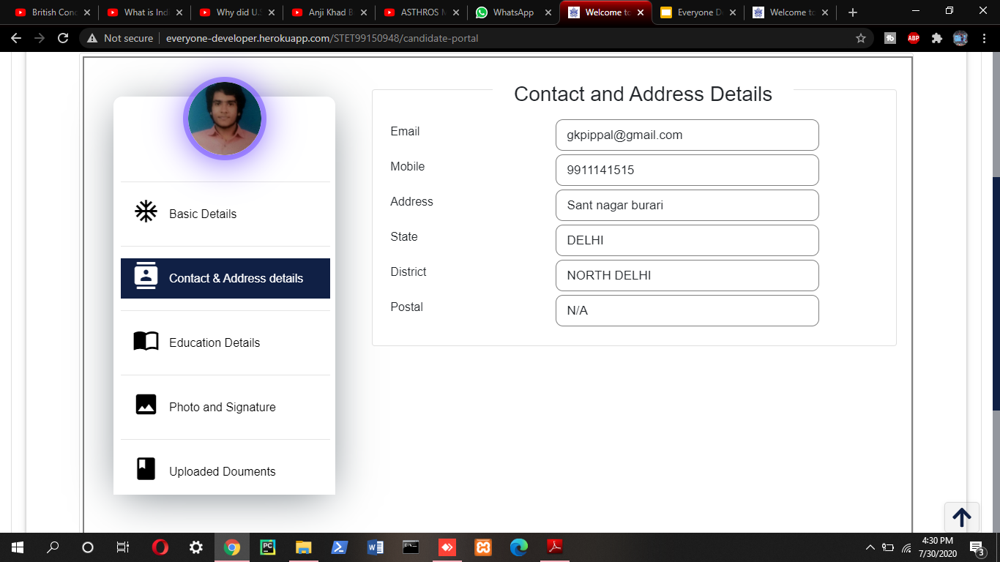 British Conc
What is Indi
Why did U.S
Anji Khad B
ASTHROS M
WhatsApp
Welcome to
Everyone D
Welcome to
Not secure
everyone-developer.herokuapp.com/STET99150948/candidate-portal
ABP
Contact and Address Details
Email gkpippal@gmail.com
Mobile 9911141515
Address Sant nagar burari
State DELHI
District NORTH DELHI
Postal N/A
Basic Details
Contact & Address details
Education Details
Photo and Signature
Uploaded Douments
PC
4:30 PM
7/30/2020
3